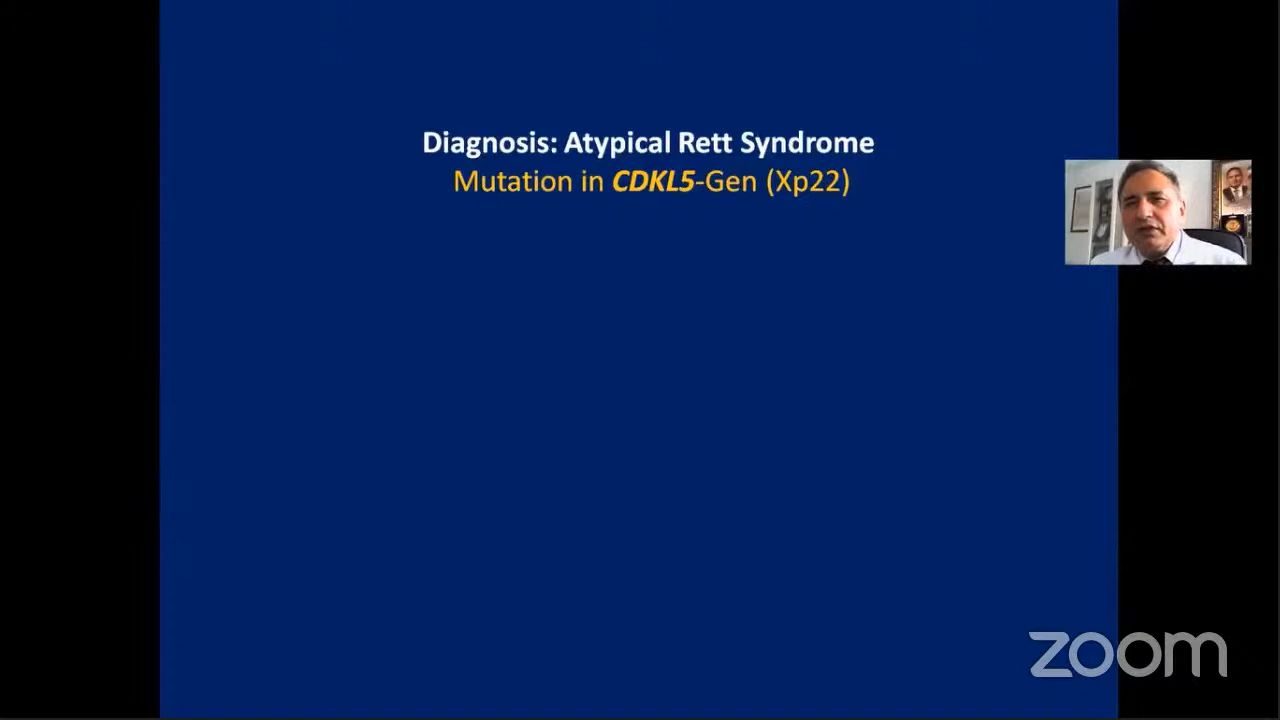 Diagnosis: Atypical Rett Syndrome
Mutation in CDKL5-Gen (Xp22)
zoom